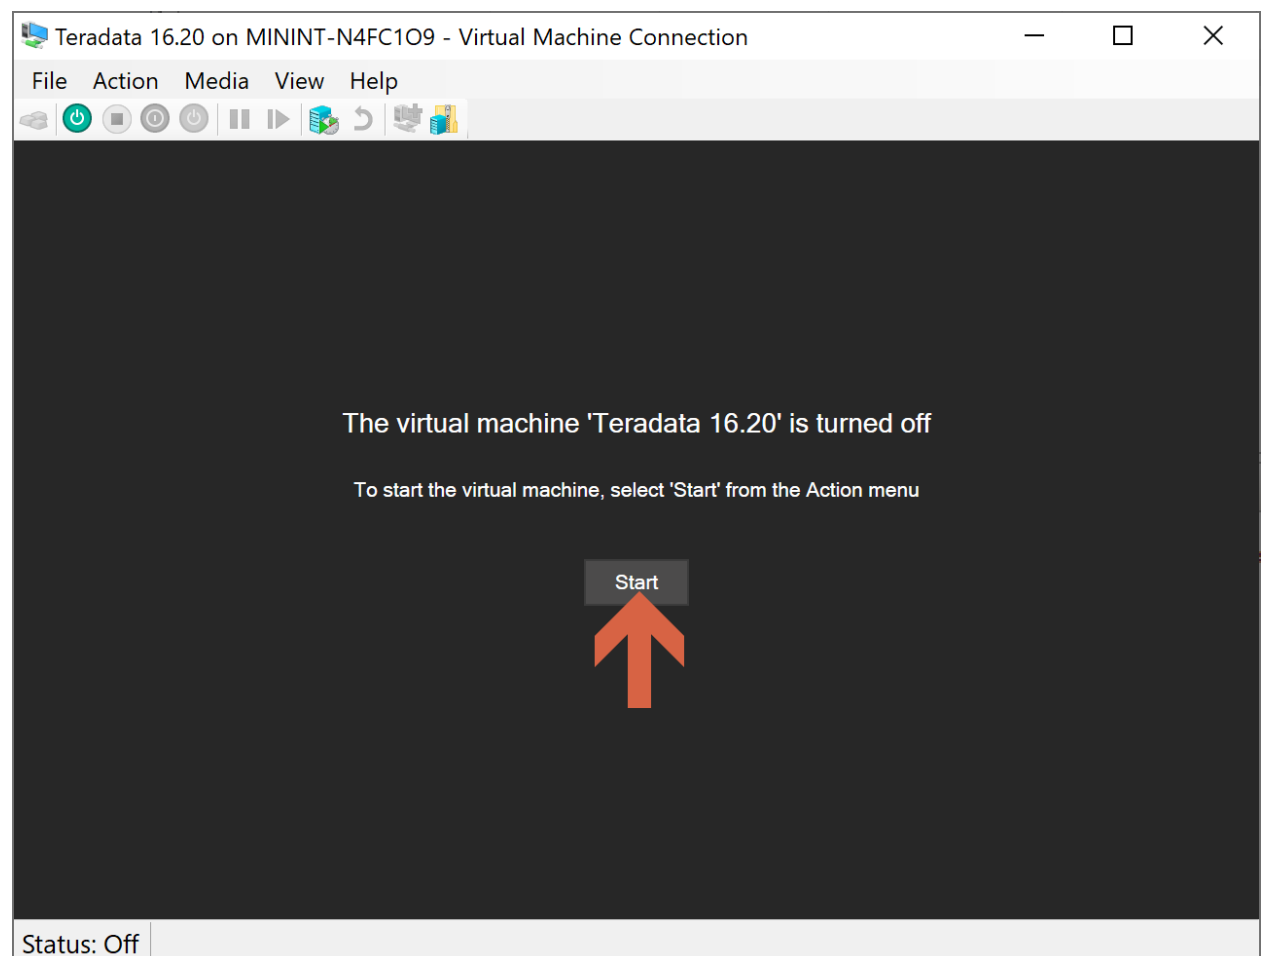 Teradata 16.20 on MININT-N4FC1O9 - Virtual Machine Connection
File Action Media View Help
The virtual machine 'Teradata 16.20' is turned off
To start the virtual machine, select 'Start' from the Action menu
Start
Status: Off